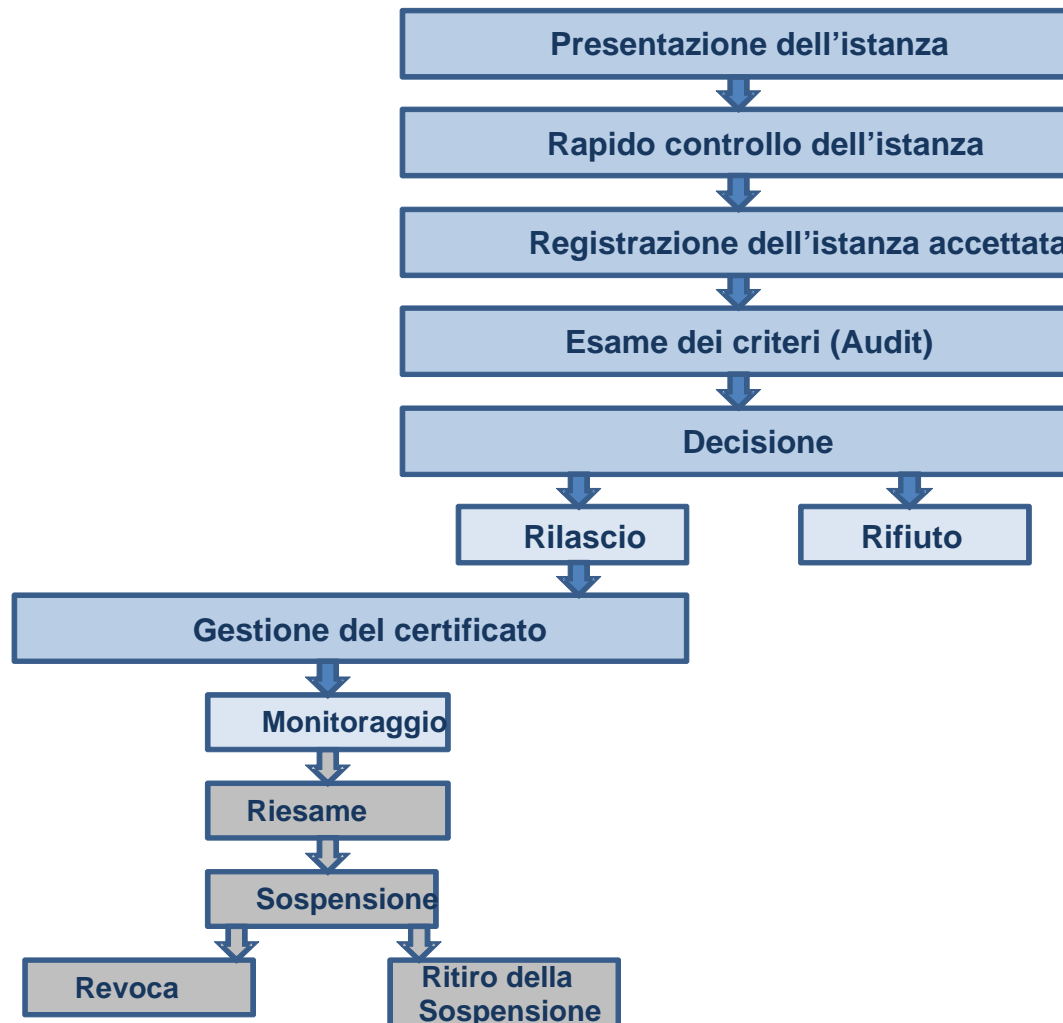 Presentazione dell’istanza
Rapido controllo dell’istanza
Registrazione dell’istanza accettata
Esame dei criteri (Audit)
Decisione
Rilascio
Rifiuto
Gestione del certificato
Monitoraggio
Riesame
Sospensione
Revoca
Ritiro della
Sospensione